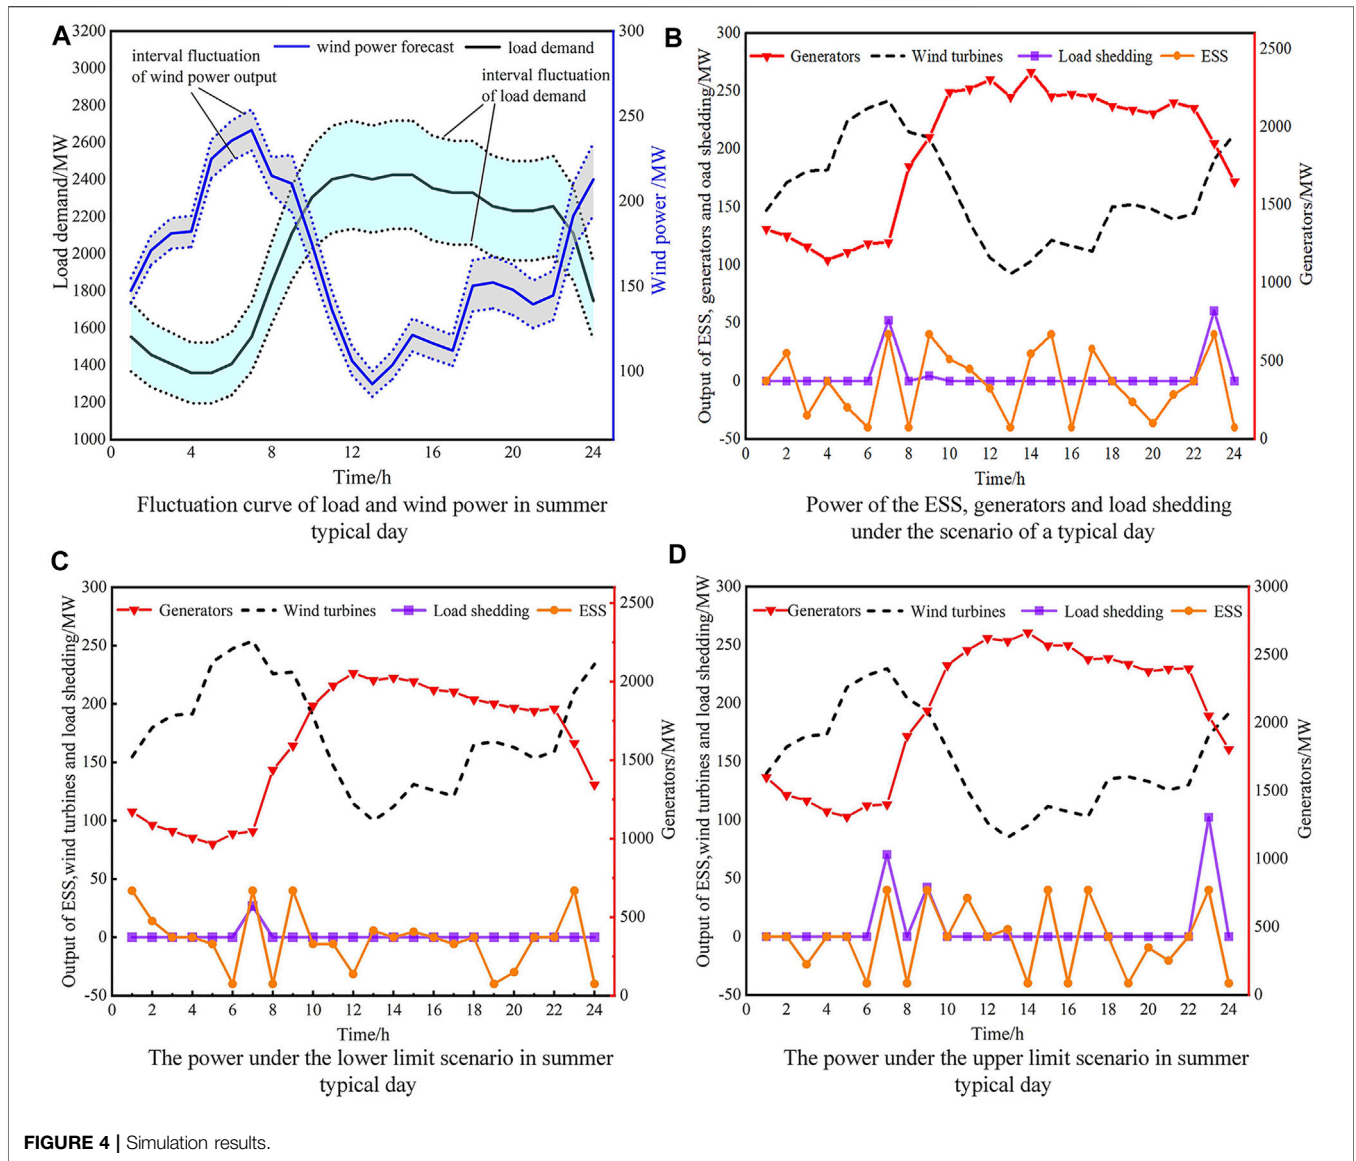 A
3200
3000
2800
2600
2400
2200
2000
1800
1600
1400
1200
1000
Load demand/MW
wind power forecast
load demand
interval fluctuation
of wind power output
interval fluctuation
of load demand
300
250
200
150
100
Wind power /MW
0 4 8 12 16 20 24
Time/h
Fluctuation curve of load and wind power in summer
typical day
B
300
250
200
150
100
50
0
-50
Output of ESS, generators and oad shedding/MW
Generators
Wind turbines
Load shedding
ESS
2500
2000
1500
1000
500
0
Generators/MW
0 2 4 6 8 10 12 14 16 18 20 22 24
Time/h
Power of the ESS, generators and load shedding
under the scenario of a typical day
C
300
250
200
150
100
50
0
-50
Output of ESS,wind turbines and load shedding/MW
Generators
Wind turbines
Load shedding
ESS
2500
2000
1500
1000
500
0
Generators/MW
0 2 4 6 8 10 12 14 16 18 20 22 24
Time/h
The power under the lower limit scenario in summer
typical day
D
300
250
200
150
100
50
0
-50
Output of ESS,wind turbines and load shedding/MW
Generators
Wind turbines
Load shedding
ESS
3000
2500
2000
1500
1000
500
0
Generators/MW
0 2 4 6 8 10 12 14 16 18 20 22 24
Time/h
The power under the upper limit scenario in summer
typical day
FIGURE 4 | Simulation results.